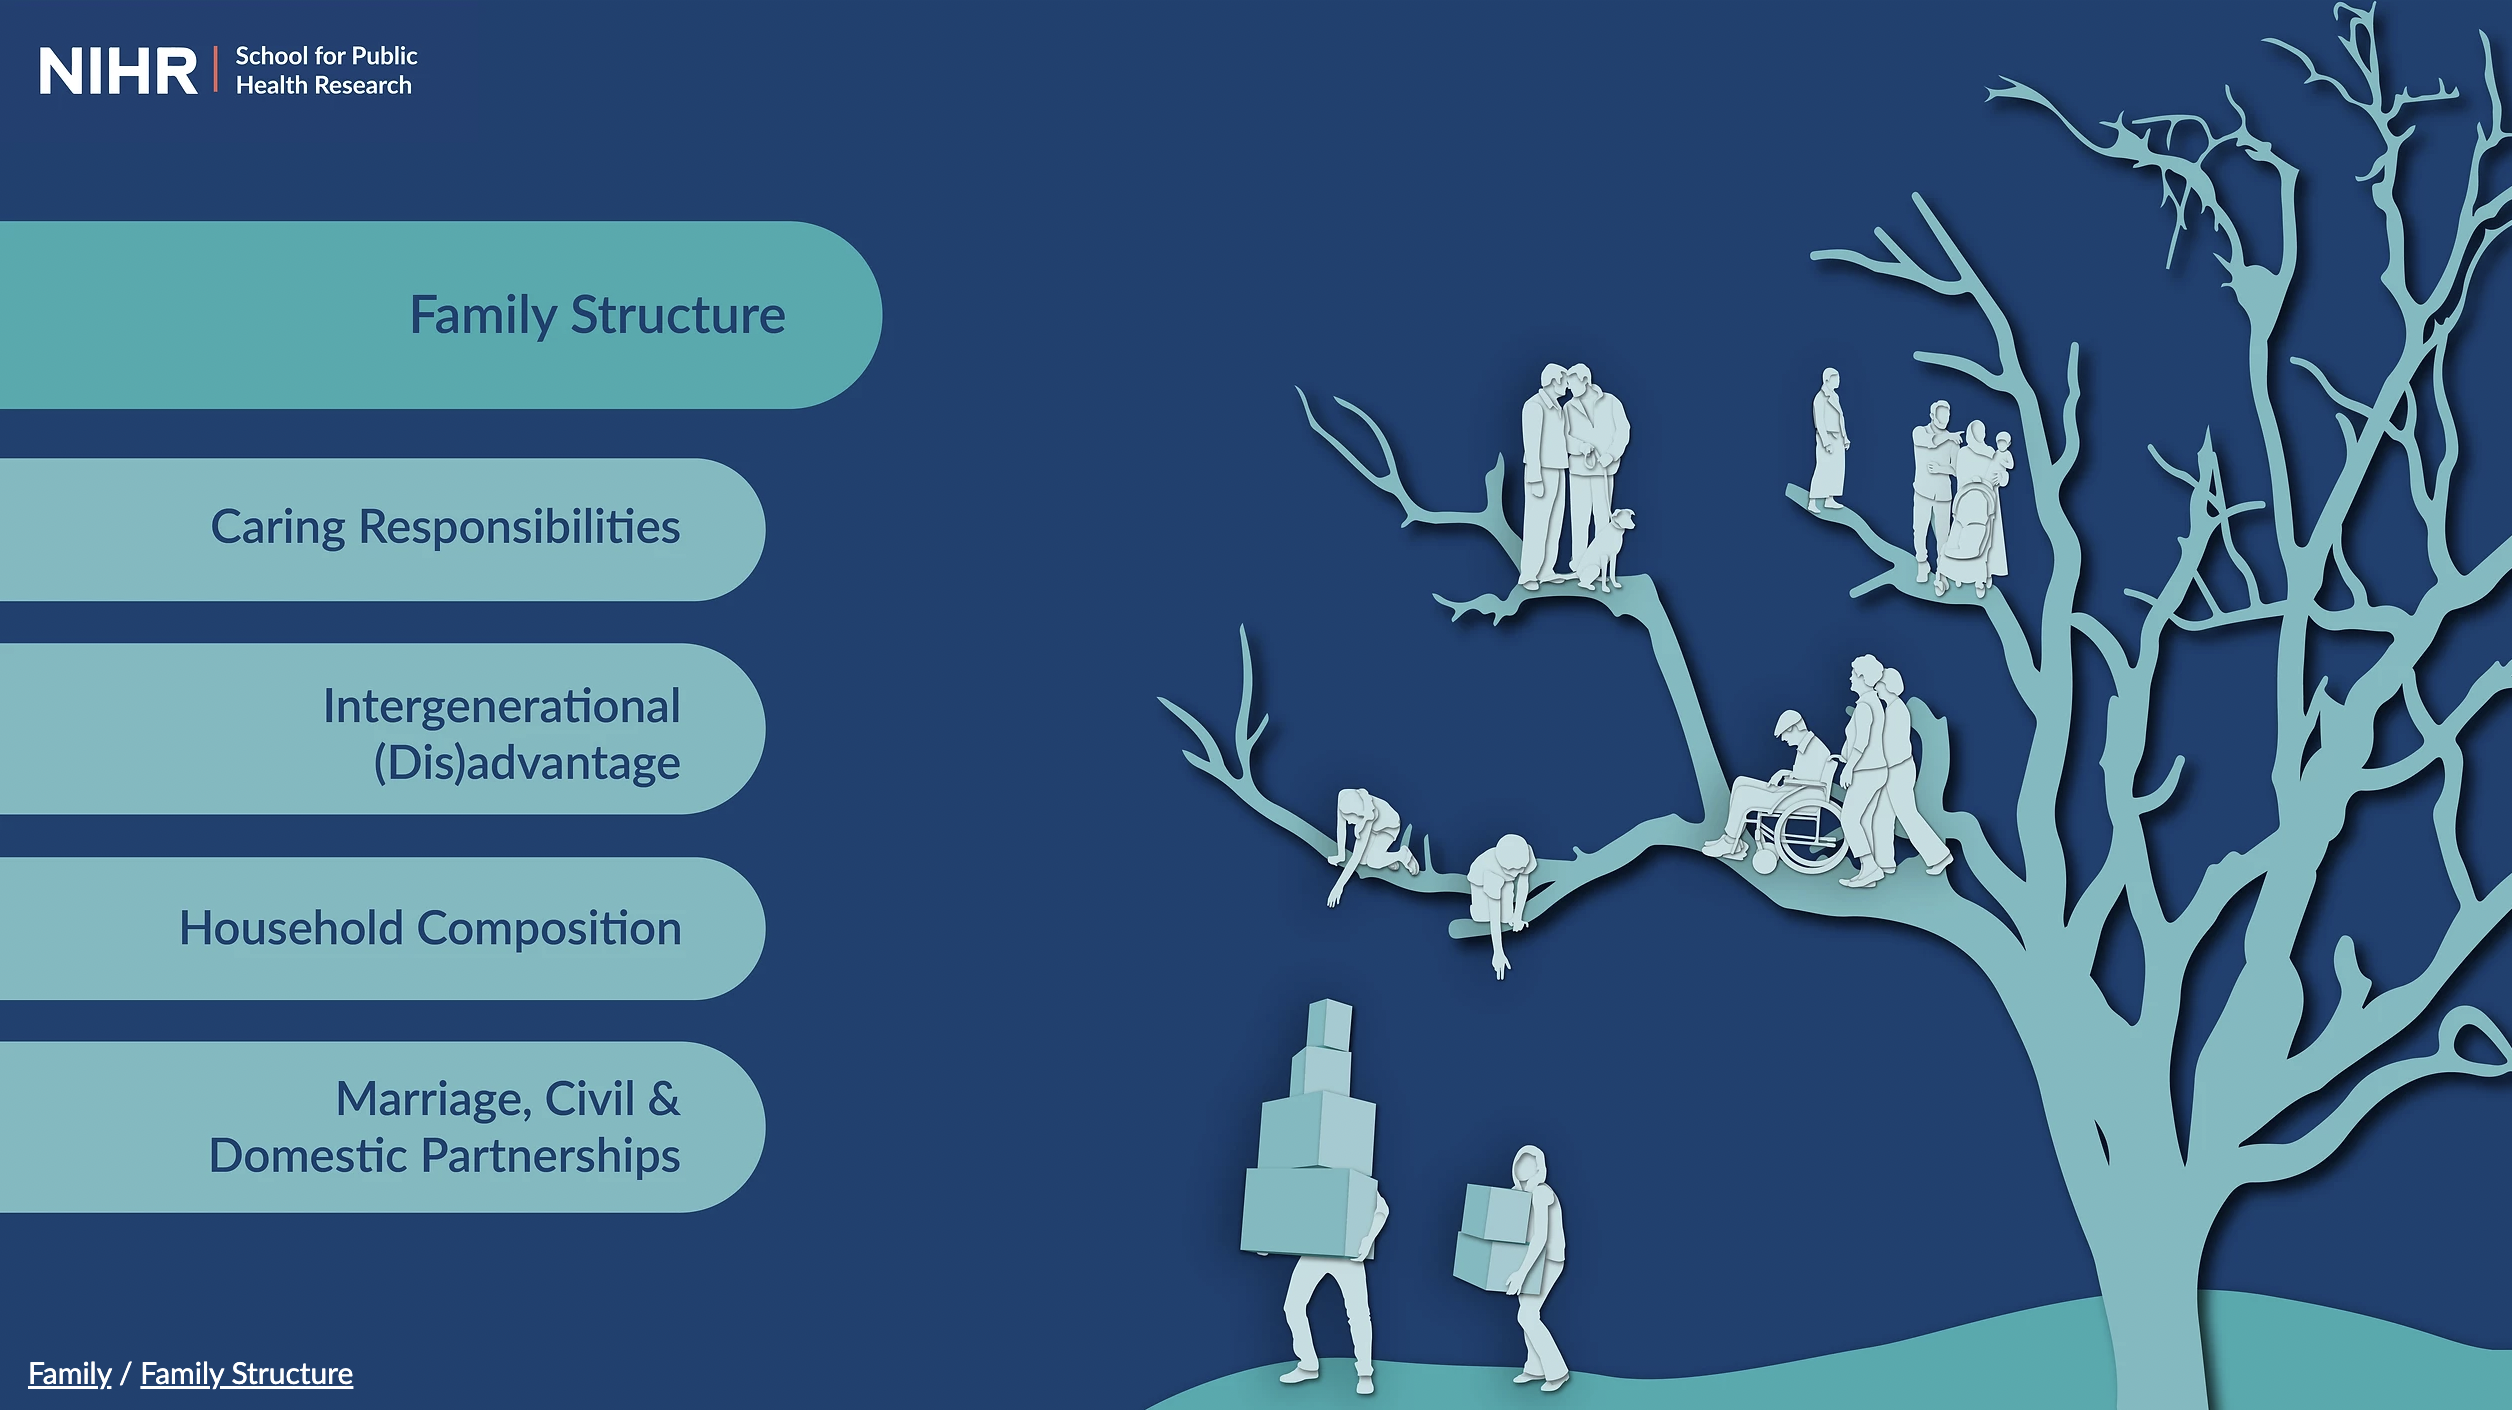 NIHR
School for Public
Health Research
Family Structure
Caring Responsibilities
Intergenerational
(Dis)advantage
Household Composition
Marriage, Civil &
Domestic Partnerships
Family / Family Structure